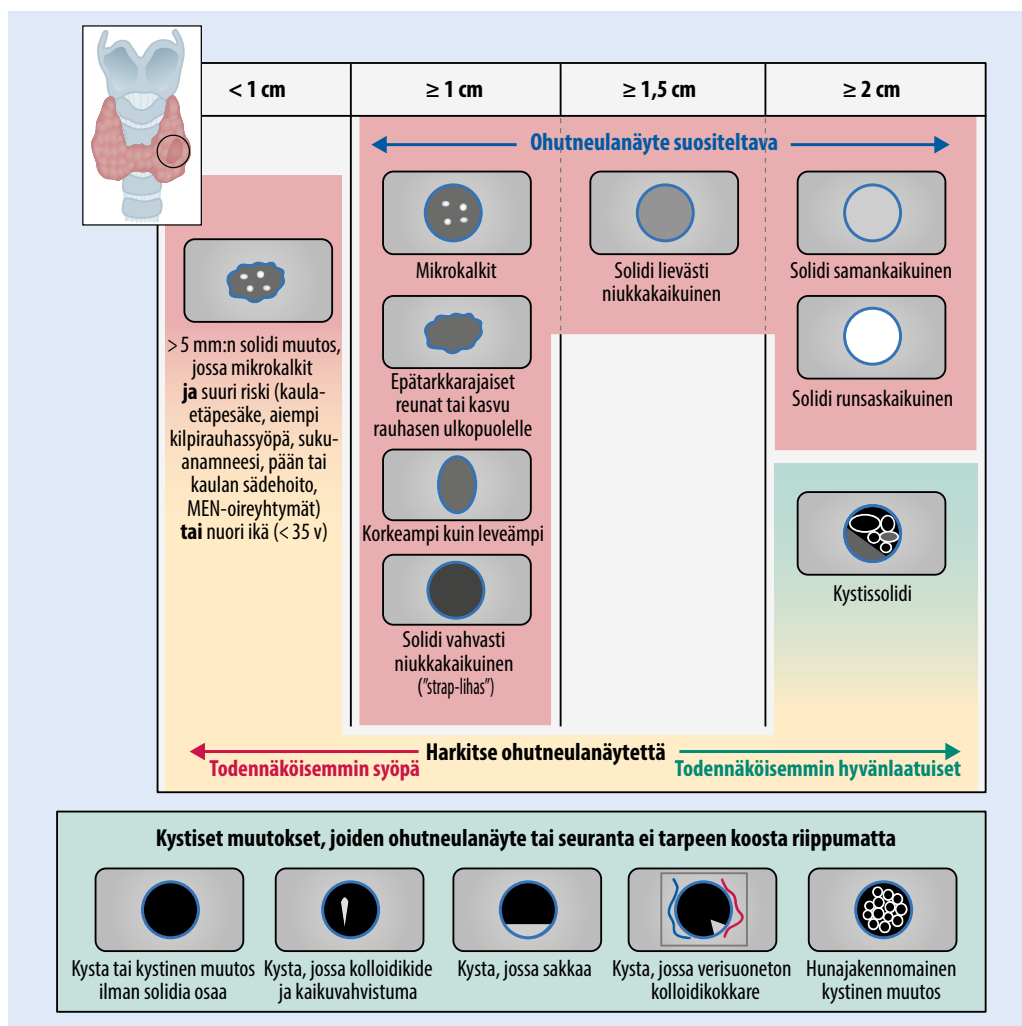 < 1 cm
≥ 1 cm
≥ 1,5 cm
≥ 2 cm
Ohutneulanäyte suositeltava
> 5 mm:n solidi muutos,
jossa mikrokalkit
ja suuri riski (kaula-
etäpesäke, aiempi
kilpirauhassyöpä, suku-
anamneesi, pään tai
kaulan sädehoito,
MEN-oireyhtymät)
tai nuori ikä (< 35 v)
Mikrokalkit
Epätarkkarajaiset
reunat tai kasvu
rauhasen ulkopuolelle
Korkeampi kuin leveämpi
Solidi vahvasti
niukkakaikuinen
(”strap-lihas”)
Solidi lievästi
niukkakaikuinen
Solidi samankaikuinen
Solidi runsaskaikuinen
Kystissolidi
Harkitse ohutneulanäytettä
Todennäköisemmin syöpä
Todennäköisemmin hyvänlaatuiset
Kystiset muutokset, joiden ohutneulanäyte tai seuranta ei tarpeen koosta riippumatta
Kysta tai kystinen muutos
ilman solidia osaa
Kysta, jossa kolloidikide
ja kaikuvahvistuma
Kysta, jossa sakkaa
Kysta, jossa verisuoneton
kolloidikokkare
Hunajakennomainen
kystinen muutos